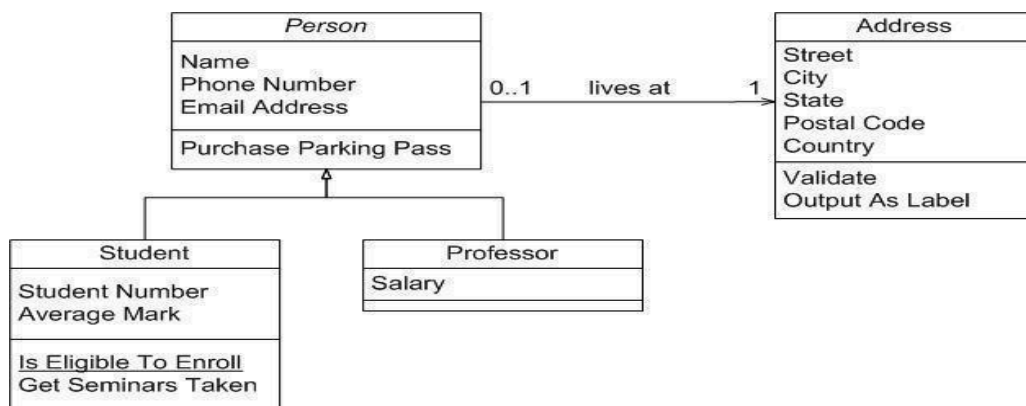 Person
Name
Phone Number
Email Address
Purchase Parking Pass
0..1 lives at 1
Address
Street
City
State
Postal Code
Country
Validate
Output As Label
Student
Student Number
Average Mark
Is Eligible To Enroll
Get Seminars Taken
Professor
Salary